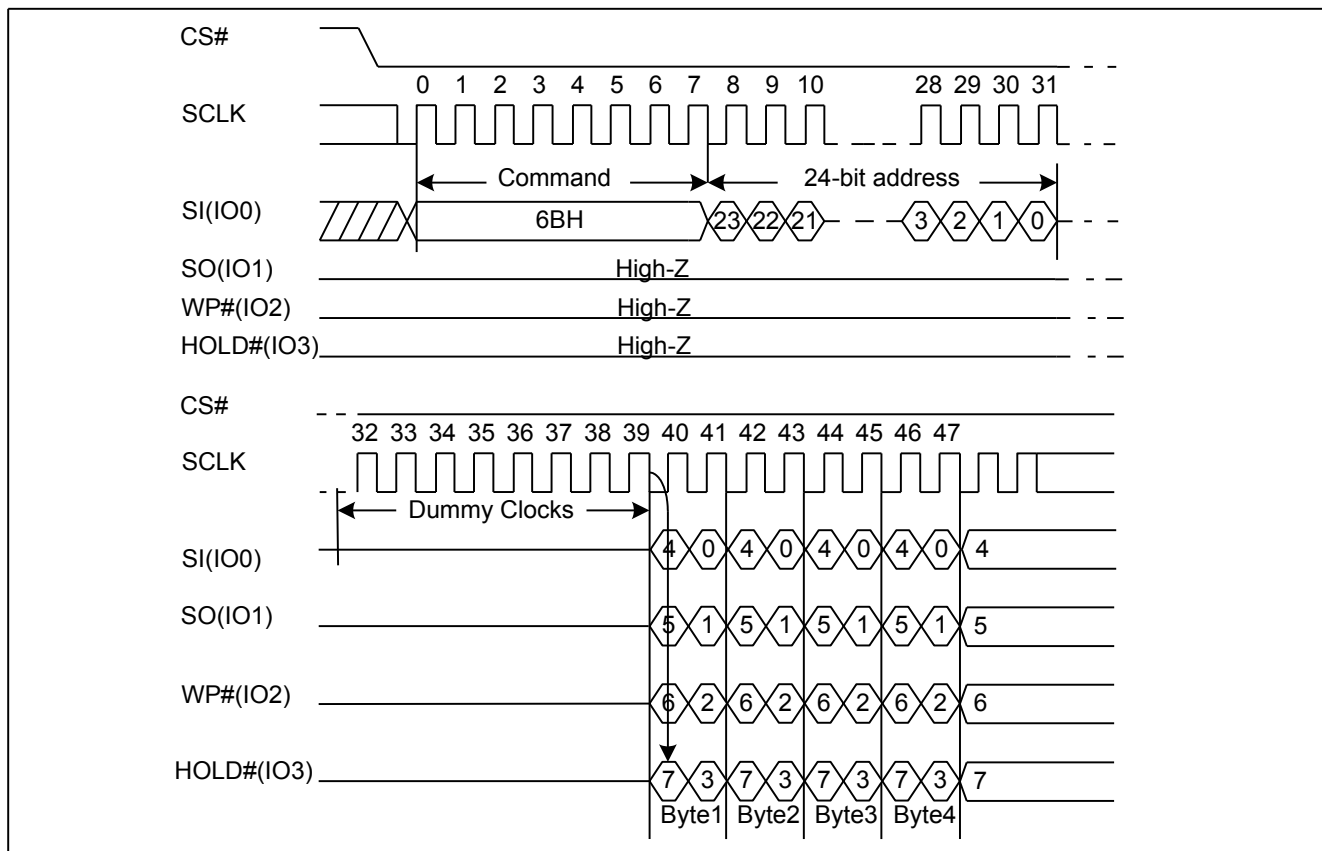 CS#
0 1 2 3 4 5 6 7 8 9 10 28 29 30 31
SCLK
Command 24-bit address
SI(IO0) 6BH 23 22 21 3 2 1 0
SO(IO1) High-Z
WP#(IO2) High-Z
HOLD#(IO3) High-Z
CS#
32 33 34 35 36 37 38 39 40 41 42 43 44 45 46 47
SCLK
Dummy Clocks
SI(IO0) 4 0 4 0 4 0 4 0 4
SO(IO1) 5 1 5 1 5 1 5 1 5
WP#(IO2) 6 2 6 2 6 2 6 2 6
HOLD#(IO3) 7 3 7 3 7 3 7 3 7
Byte1 Byte2 Byte3 Byte4